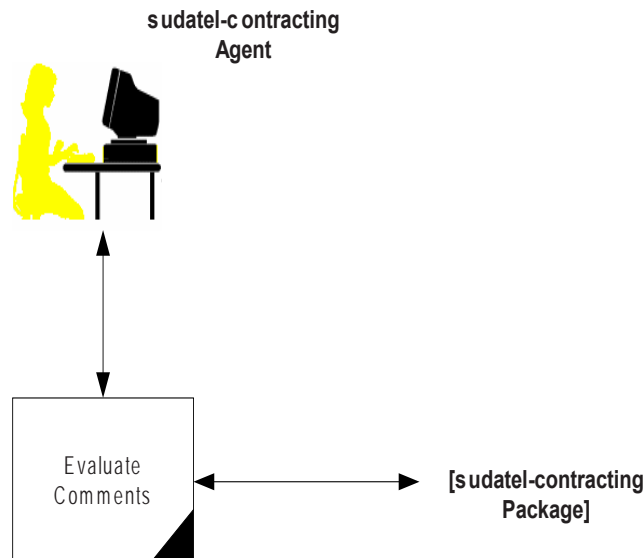 sudatel-contracting
Agent
Evaluate
Comments
[sudatel-contracting
Package]